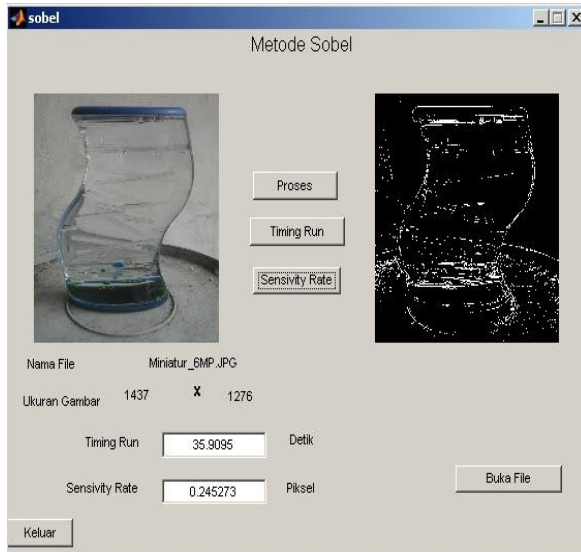 sobel
Metode Sobel
Proses
Timing Run
Sensivity Rate
Nama File Miniatur_6MP.JPG
Ukuran Gambar 1437 X 1276
Timing Run 35.9095 Detik
Sensivity Rate 0.245273 Piksel
Buka File
Keluar